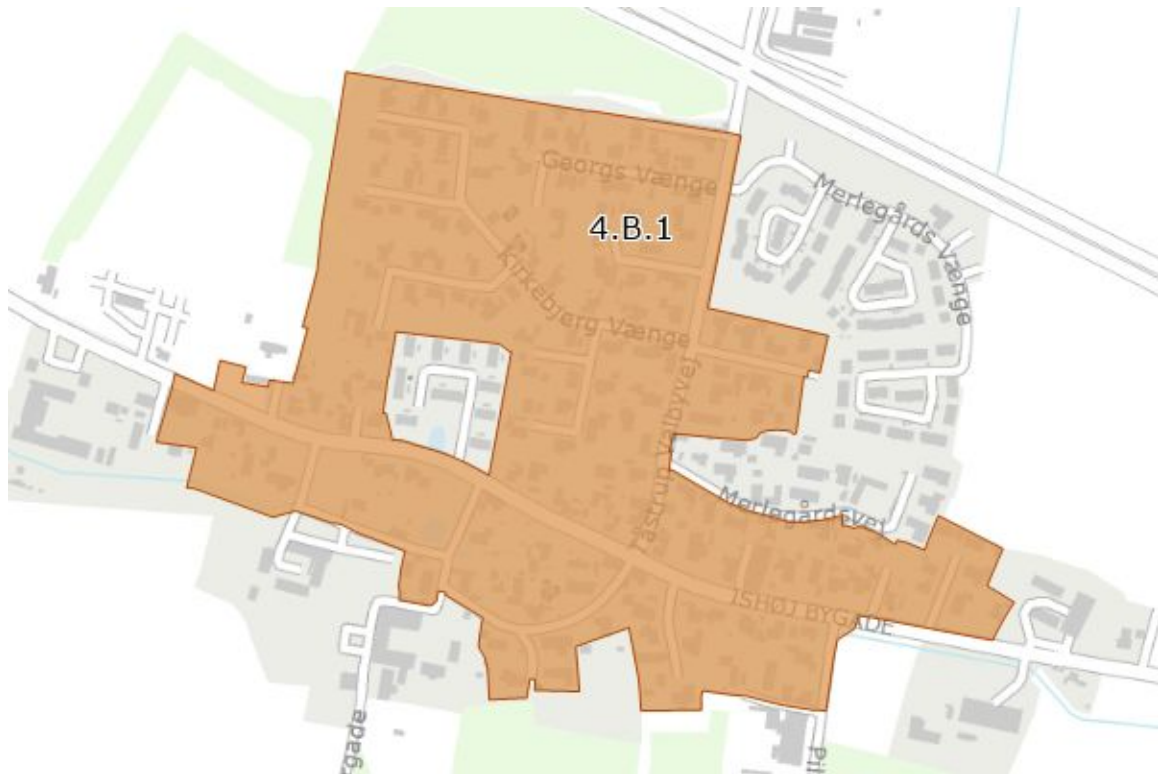 Georgs Vænge
Merlegårds Vænge
4.B.1
Kirkebjerg Vænge
Tåstrup Valbyvej
Merlegårdsvej
ISHØJ BYGADE